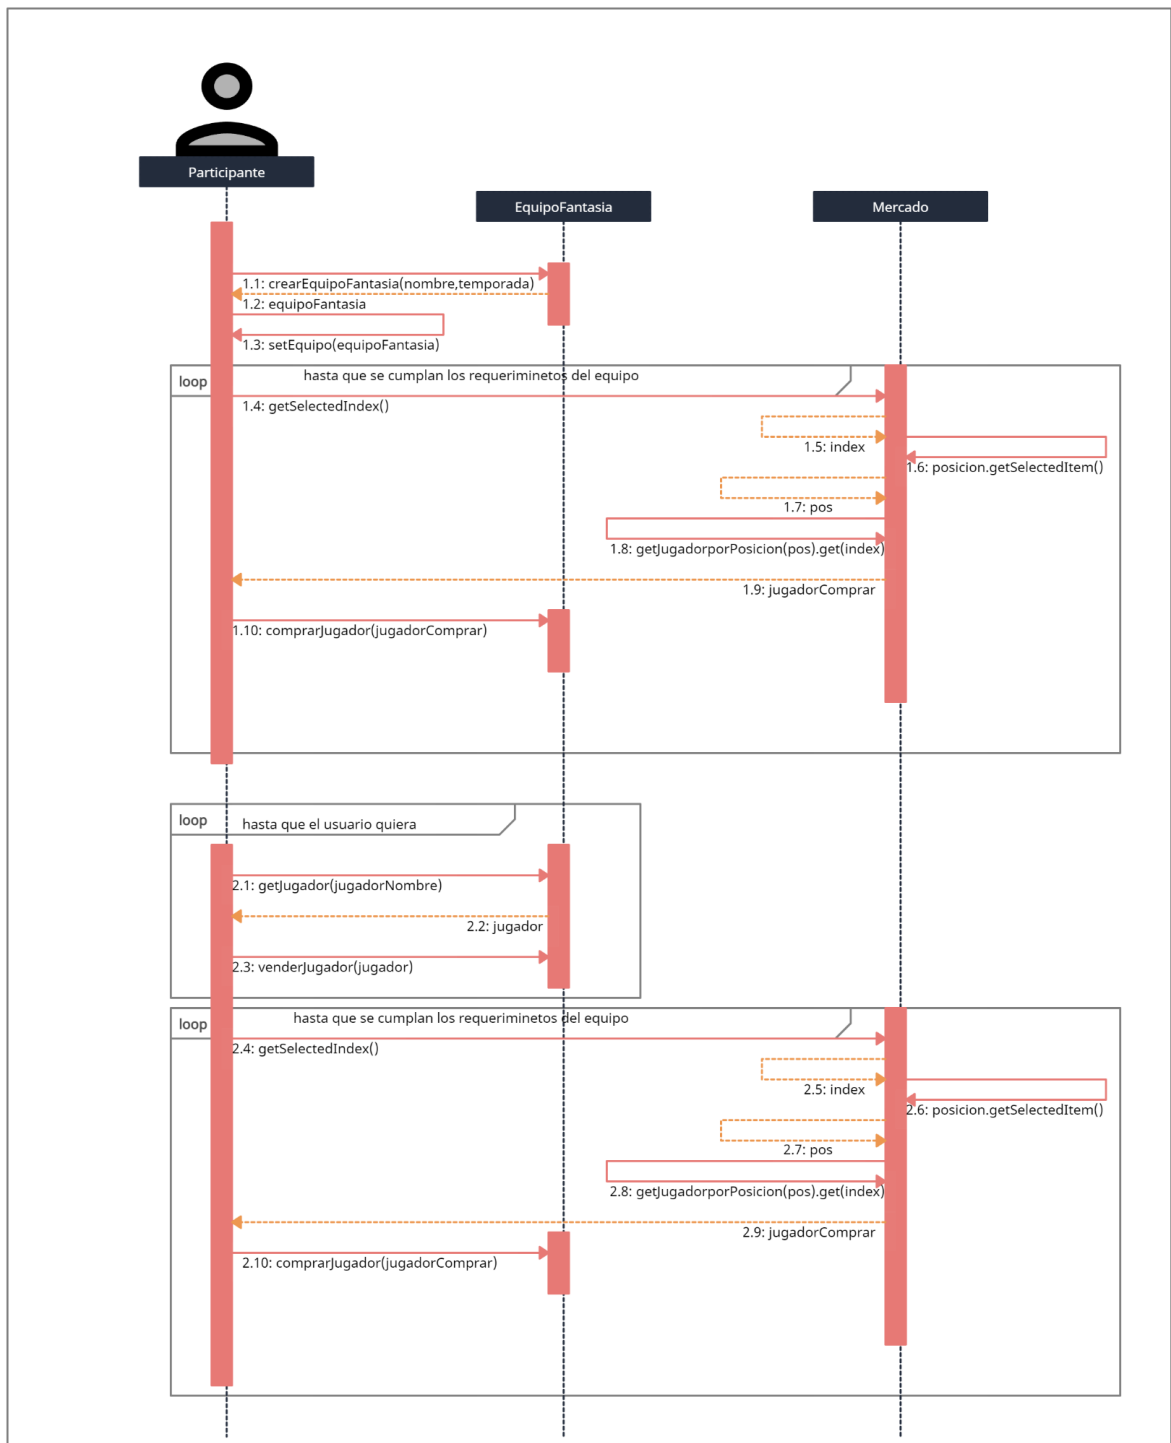 Participante
EquipoFantasia
Mercado
1.1: crearEquipoFantasia(nombre,temporada)
1.2: equipoFantasia
1.3: setEquipo(equipoFantasia)
loop
hasta que se cumplan los requeriminetos del equipo
1.4: getSelectedIndex()
1.5: index
1.6: posicion.getSelectedItem()
1.7: pos
1.8: getJugadorporPosicion(pos).get(index)
1.9: jugadorComprar
1.10: comprarJugador(jugadorComprar)
loop
hasta que el usuario quiera
2.1: getJugador(jugadorNombre)
2.2: jugador
2.3: venderJugador(jugador)
loop
hasta que se cumplan los requeriminetos del equipo
2.4: getSelectedIndex()
2.5: index
2.6: posicion.getSelectedItem()
2.7: pos
2.8: getJugadorporPosicion(pos).get(index)
2.9: jugadorComprar
2.10: comprarJugador(jugadorComprar)